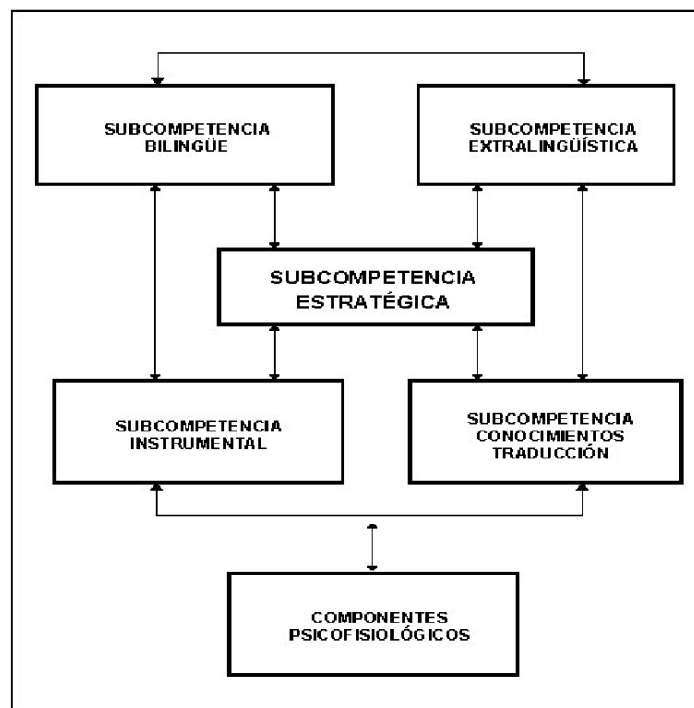 SUBCOMPETENCIA
BILINGÜE
SUBCOMPETENCIA
EXTRALINGÜÍSTICA
SUBCOMPETENCIA
ESTRATÉGICA
SUBCOMPETENCIA
INSTRUMENTAL
SUBCOMPETENCIA
CONOCIMIENTOS
TRADUCCIÓN
COMPONENTES
PSICOFISIOLÓGICOS